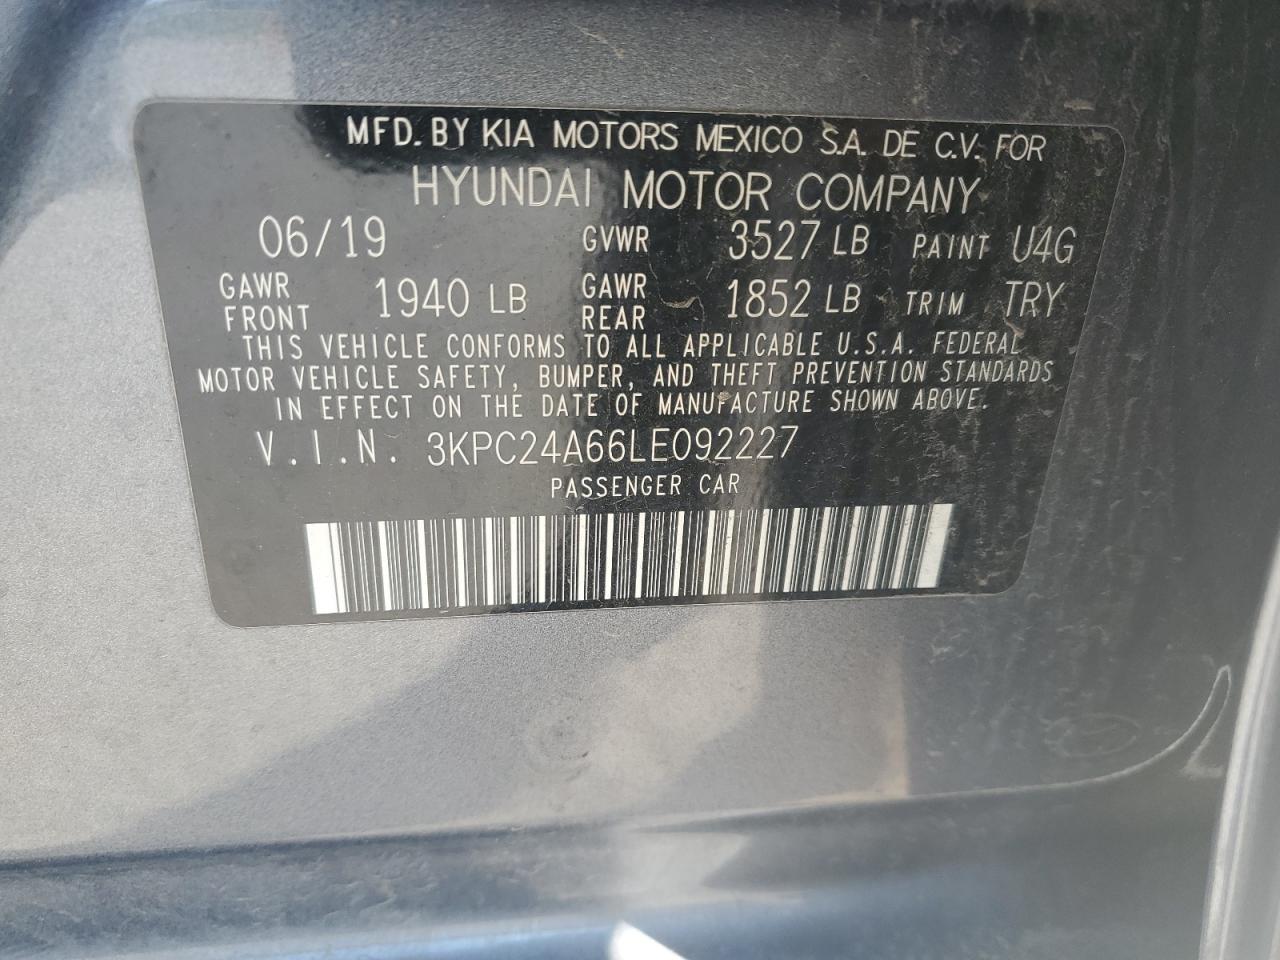 MFD. BY KIA MOTORS MEXICO S.A. DE C.V. FOR
HYUNDAI MOTOR COMPANY
06/19 GVWR 3527 LB PAINT U4G
GAWR FRONT 1940 LB GAWR REAR 1852 LB TRIM TRY
THIS VEHICLE CONFORMS TO ALL APPLICABLE U.S.A. FEDERAL
MOTOR VEHICLE SAFETY, BUMPER, AND THEFT PREVENTION STANDARDS
IN EFFECT ON THE DATE OF MANUFACTURE SHOWN ABOVE.
V.I.N. 3KPC24A66LE092227
PASSENGER CAR